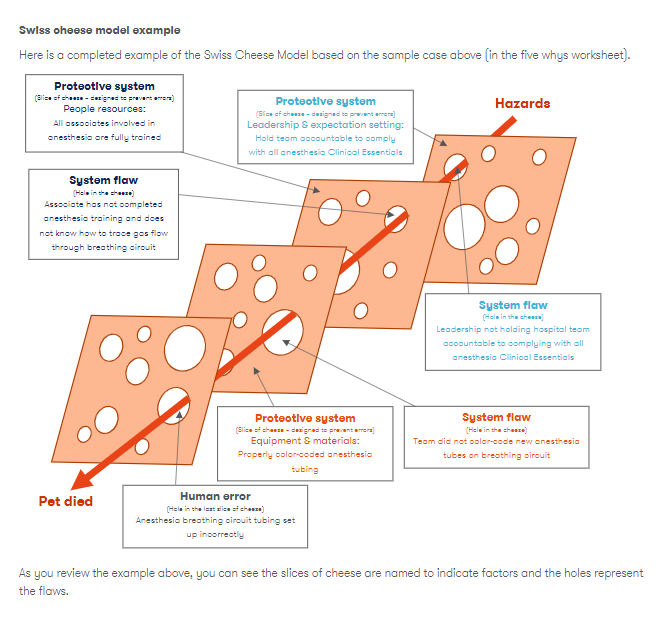 Swiss cheese model example
Here is a completed example of the Swiss Cheese Model based on the sample case above (in the five whys worksheet).
Protective system
(Slice of cheese – designed to prevent errors)
People resources:
All associates involved in
anesthesia are fully trained
Protective system
(Slice of cheese – designed to prevent errors)
Leadership & expectation setting:
Hold team accountable to comply
with all anesthesia Clinical Essentials
Hazards
System flaw
(Hole in the cheese)
Associate has not completed
anesthesia training and does
not know how to trace gas flow
through breathing circuit
System flaw
(Hole in the cheese)
Leadership not holding hospital team
accountable to complying with all
anesthesia Clinical Essentials
Protective system
(Slice of cheese – designed to prevent errors)
Equipment & materials:
Properly color-coded anesthesia
tubing
System flaw
(Hole in the cheese)
Team did not color-code new anesthesia
tubes on breathing circuit
Pet died
Human error
(Hole in the last slice of cheese)
Anesthesia breathing circuit tubing set
up incorrectly
As you review the example above, you can see the slices of cheese are named to indicate factors and the holes represent
the flaws.